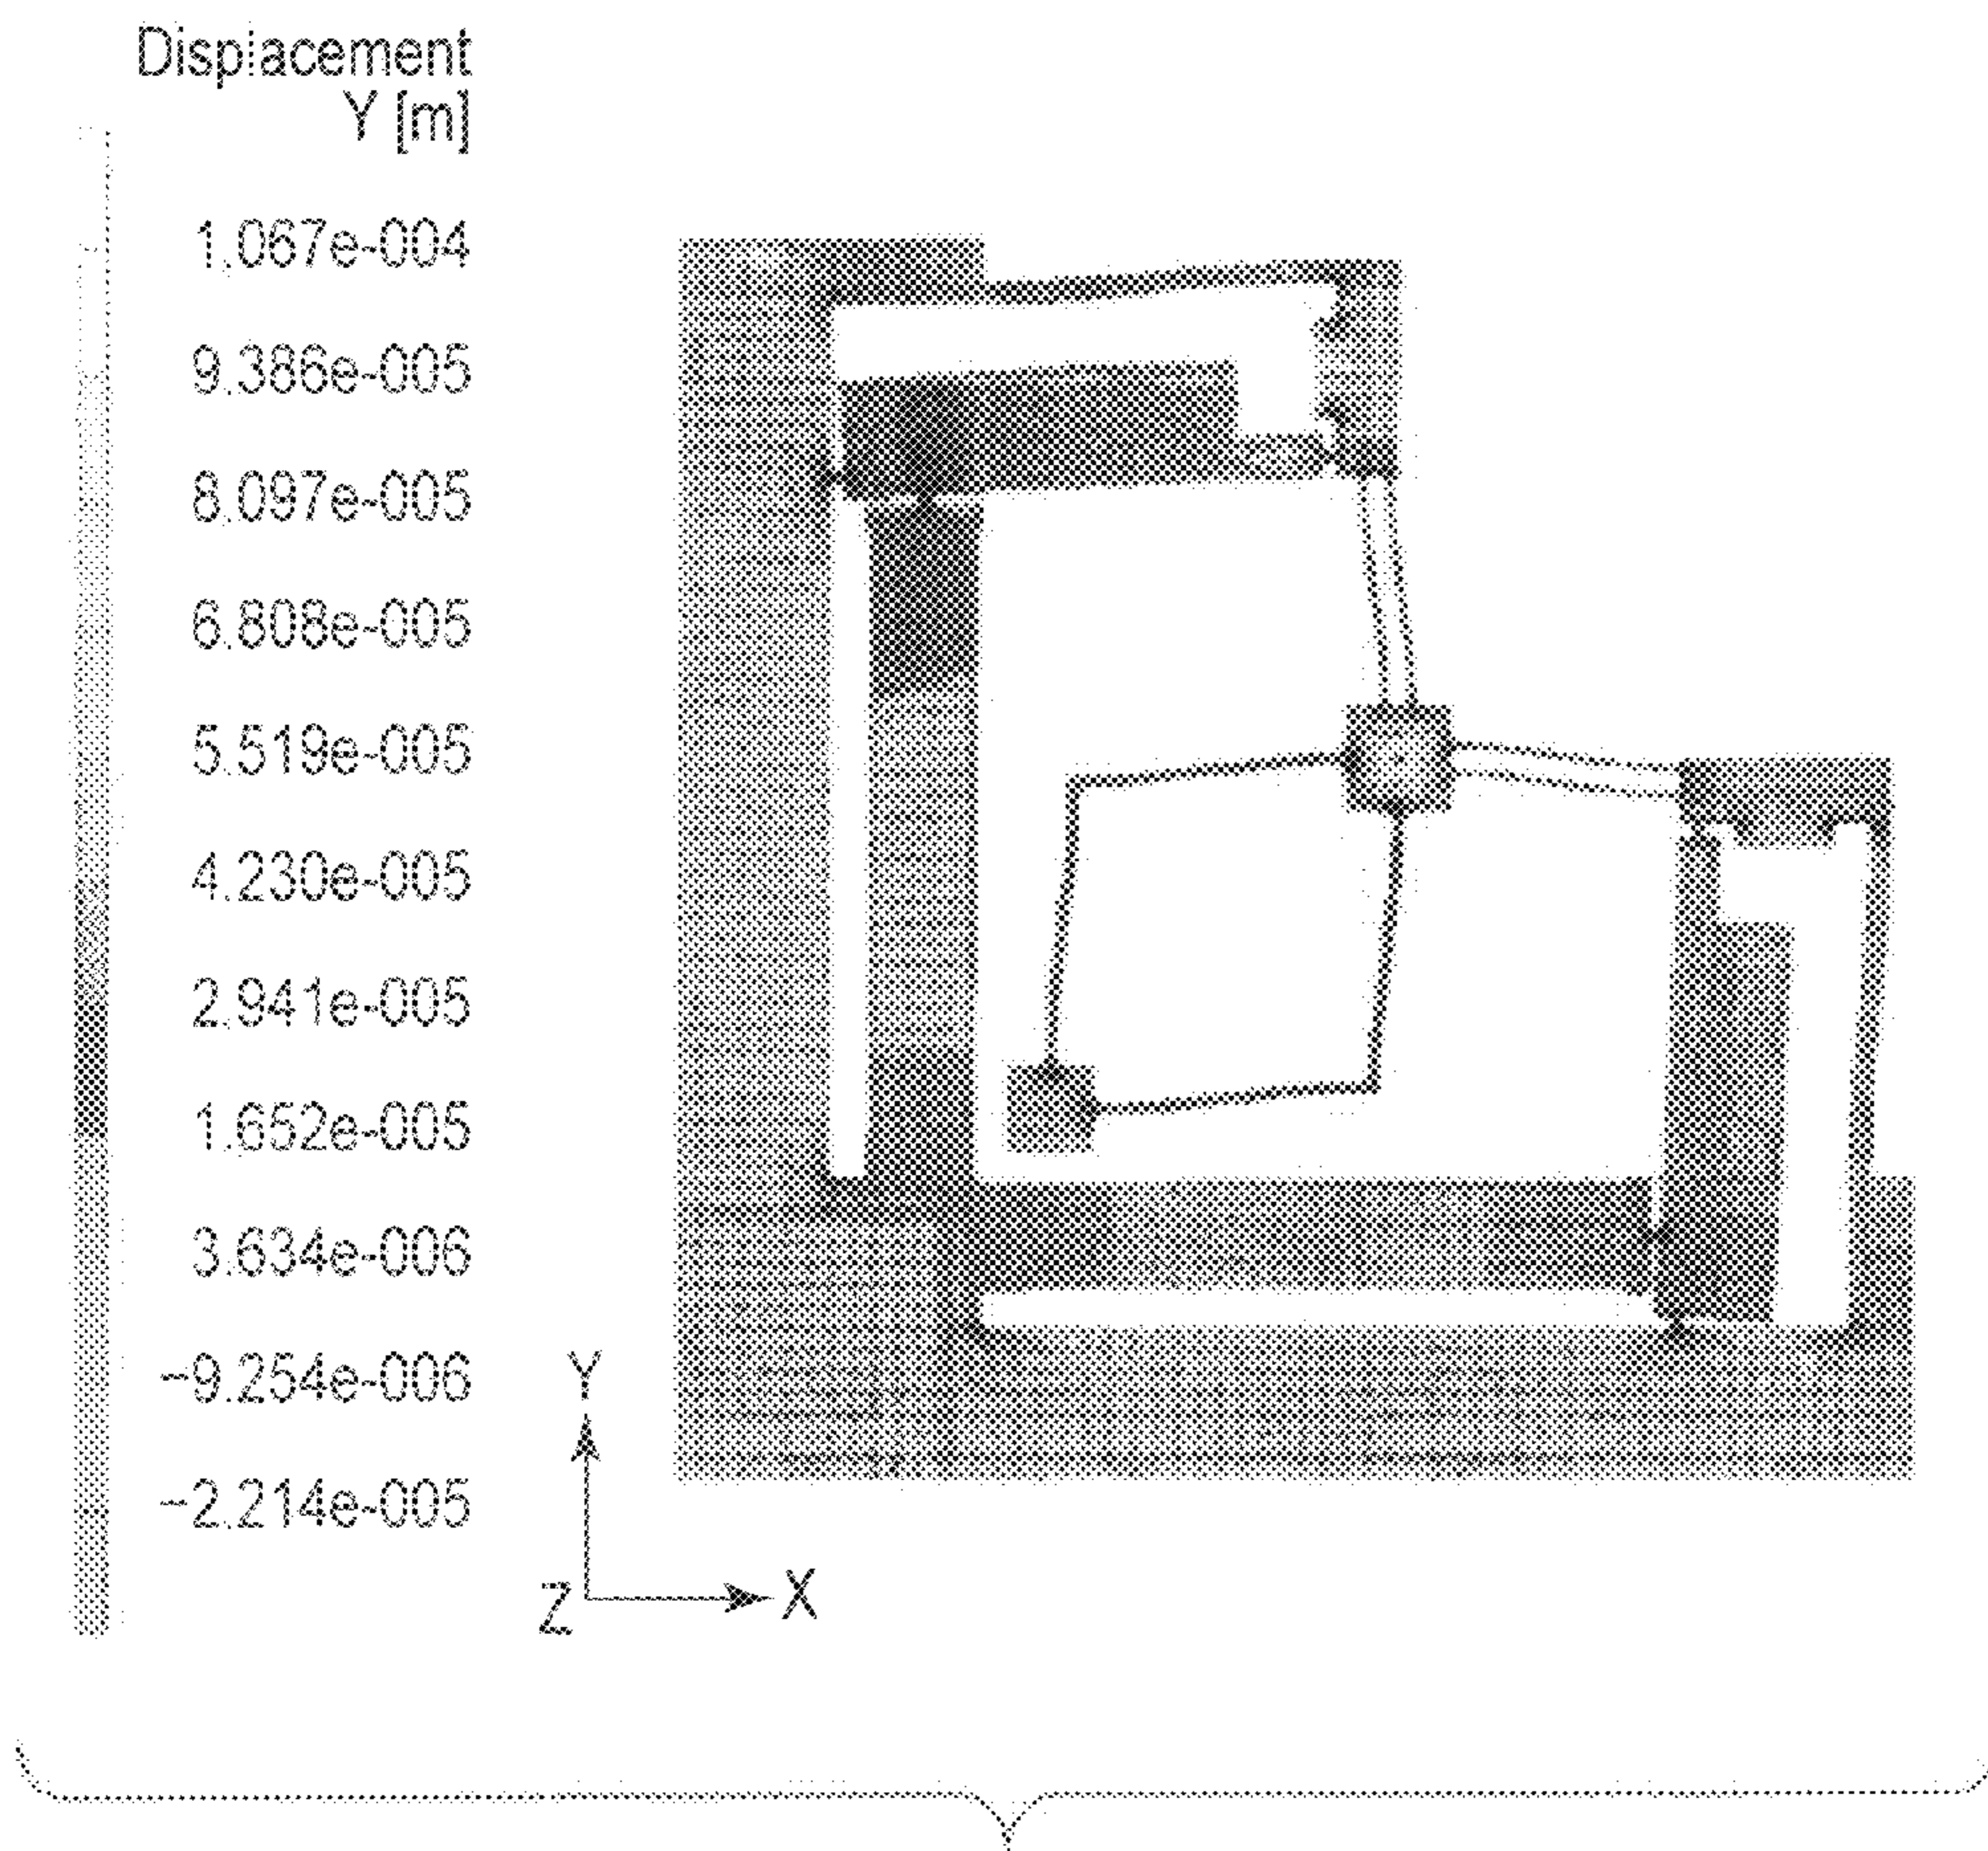 Displacement
Y [m]
1.067e-004
9.386e-005
8.097e-005
6.808e-005
5.519e-005
4.230e-005
2.941e-005
1.652e-005
3.634e-006
-9.254e-006
-2.214e-005
Y
Z
X